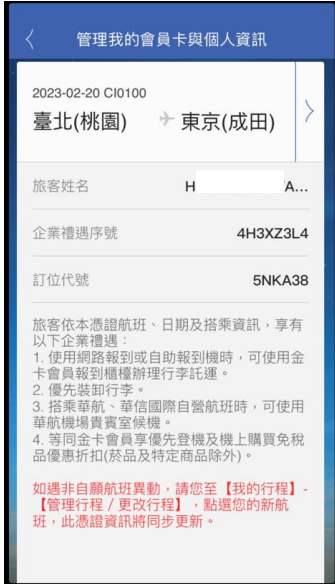 管理我的會員卡與個人資訊
2023-02-20 CI0100
臺北(桃園) 東京(成田)
旅客姓名 H A...
企業禮遇序號 4H3XZ3L4
訂位代號 5NKA38
旅客依本憑證航班、日期及搭乘資訊，享有
以下企業禮遇：
1. 使用網路報到或自助報到機時，可使用金
卡會員報到櫃檯辦理行李託運。
2. 優先裝卸行李。
3. 搭乘華航、華信國際自營航班時，可使用
華航機場貴賓室候機。
4. 等同金卡會員享優先登機及機上購買免稅
品優惠折扣(菸品及特定商品除外)。
如遇非自願航班異動，請您至【我的行程】-
【管理行程 / 更改行程】，點選您的新航
班，此憑證資訊將同步更新。